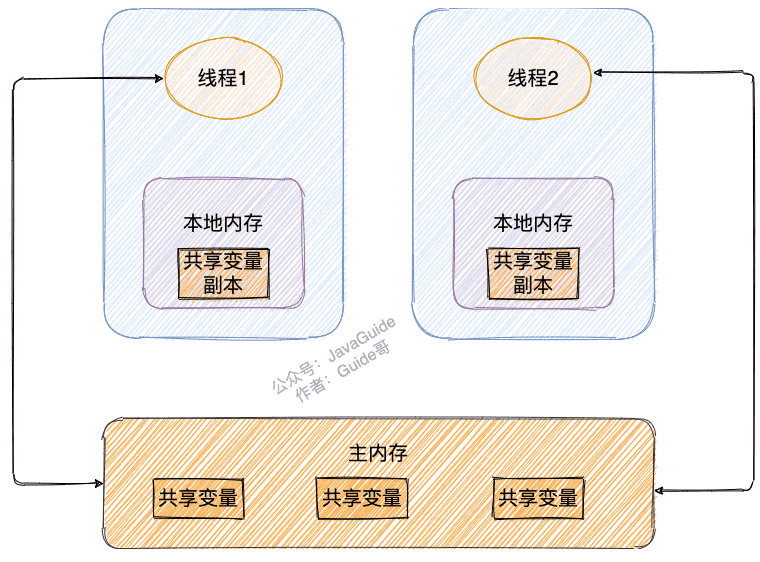 线程1
线程2
本地内存
共享变量
副本
本地内存
共享变量
副本
公众号：JavaGuide
作者：Guide哥
主内存
共享变量
共享变量
共享变量